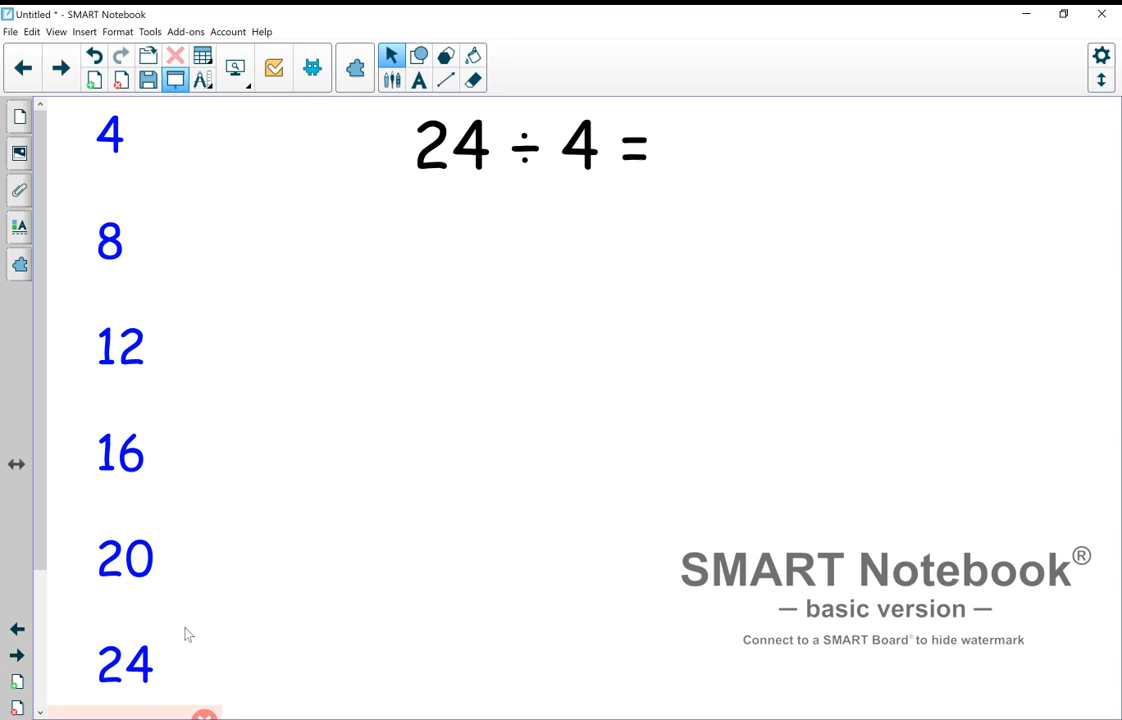 Untitled * - SMART Notebook
File Edit View Insert Format Tools Add-ons Account Help
4
24 ÷ 4 =
8
12
16
20
24
SMART Notebook®
— basic version —
Connect to a SMART Board® to hide watermark